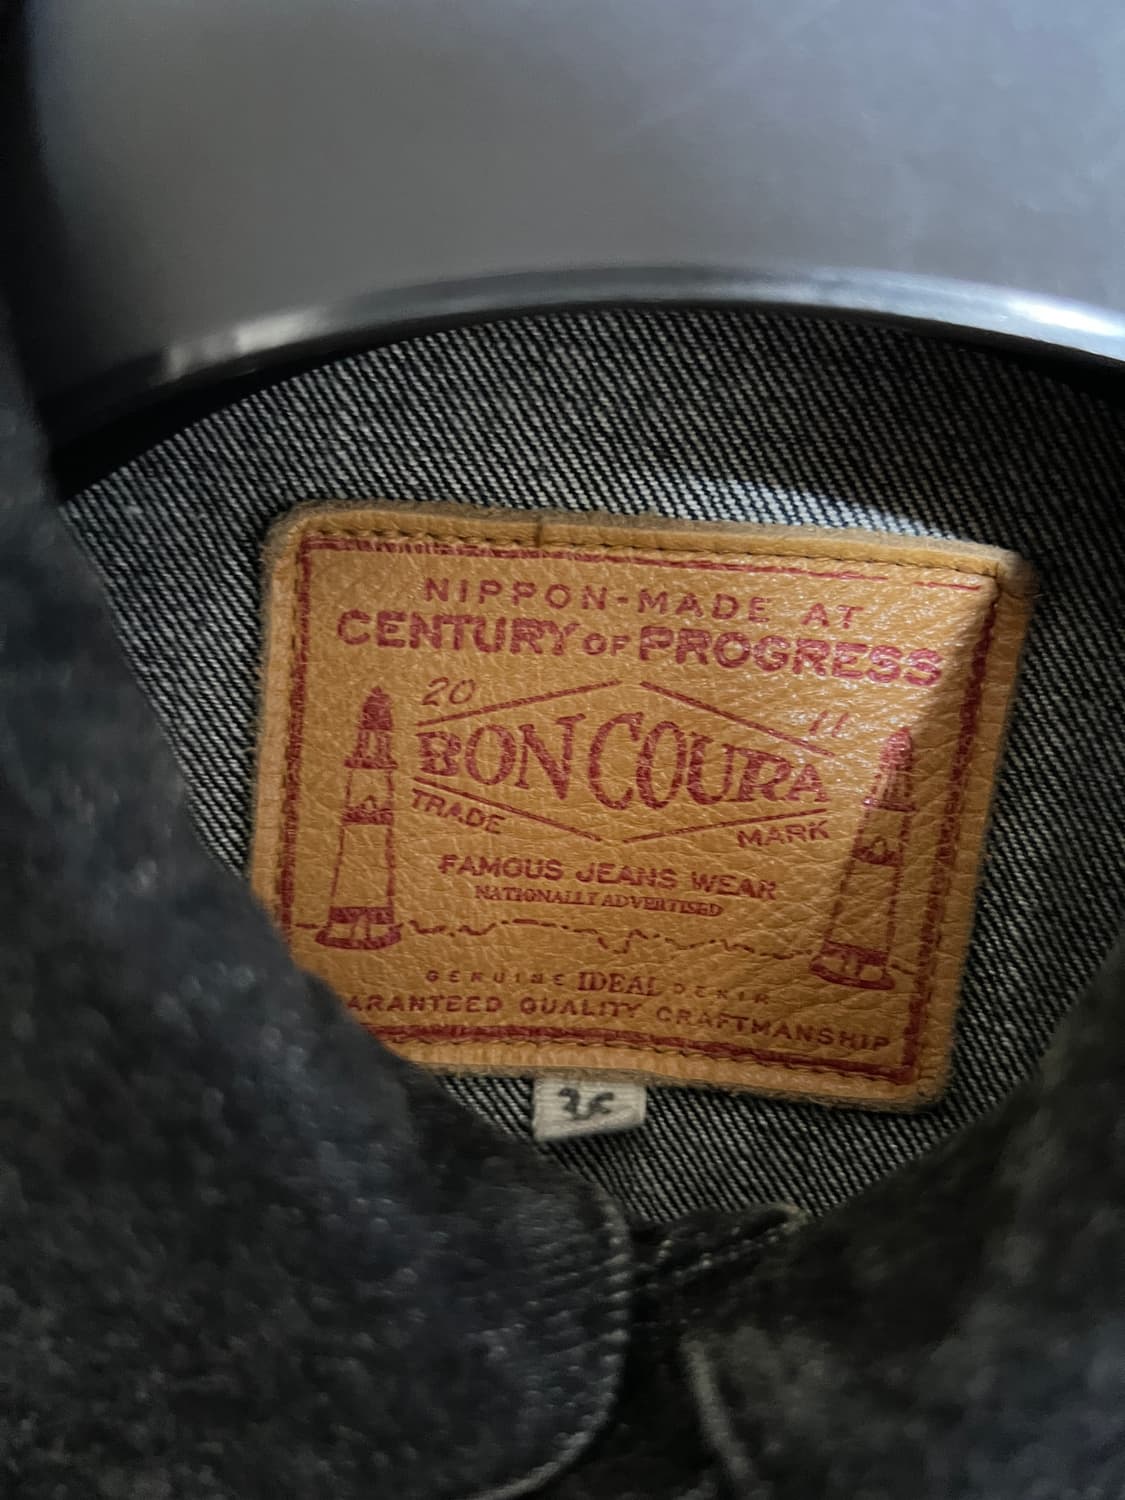 NIPPON-MADE AT
CENTURY OF PROGRESS
20 11
BONCOURA
TRADE MARK
FAMOUS JEANS WEAR
NATIONALLY ADVERTISED
GENUINE IDEAL DENIM
ARANTEED QUALITY CRAFTMANSHIP